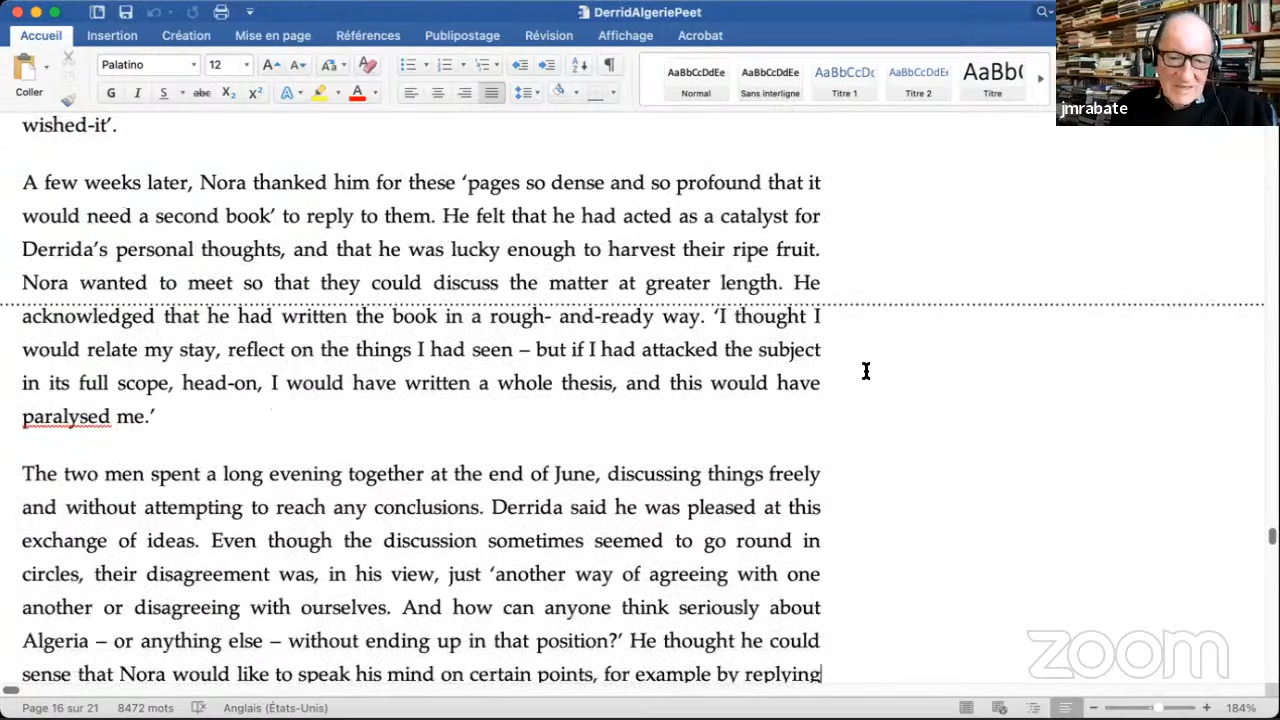 DerridAlgeriePeet
Accueil Insertion Création Mise en page Références Publipostage Révision Affichage Acrobat
Coller
Palatino 12
AaBbCcDdEe AaBbCcDdEe AaBbCcDc AaBbCcDdEe AaBb(
Normal Sans interligne Titre 1 Titre 2 Titre
jmrabate
wished-it’.
A few weeks later, Nora thanked him for these ‘pages so dense and so profound that it
would need a second book’ to reply to them. He felt that he had acted as a catalyst for
Derrida’s personal thoughts, and that he was lucky enough to harvest their ripe fruit.
Nora wanted to meet so that they could discuss the matter at greater length. He
acknowledged that he had written the book in a rough- and-ready way. ‘I thought I
would relate my stay, reflect on the things I had seen – but if I had attacked the subject
in its full scope, head-on, I would have written a whole thesis, and this would have
paralysed me.’
The two men spent a long evening together at the end of June, discussing things freely
and without attempting to reach any conclusions. Derrida said he was pleased at this
exchange of ideas. Even though the discussion sometimes seemed to go round in
circles, their disagreement was, in his view, just ‘another way of agreeing with one
another or disagreeing with ourselves. And how can anyone think seriously about
Algeria – or anything else – without ending up in that position?’ He thought he could
sense that Nora would like to speak his mind on certain points, for example by replying
zoom
Page 16 sur 21 8472 mots Anglais (États-Unis) 184%